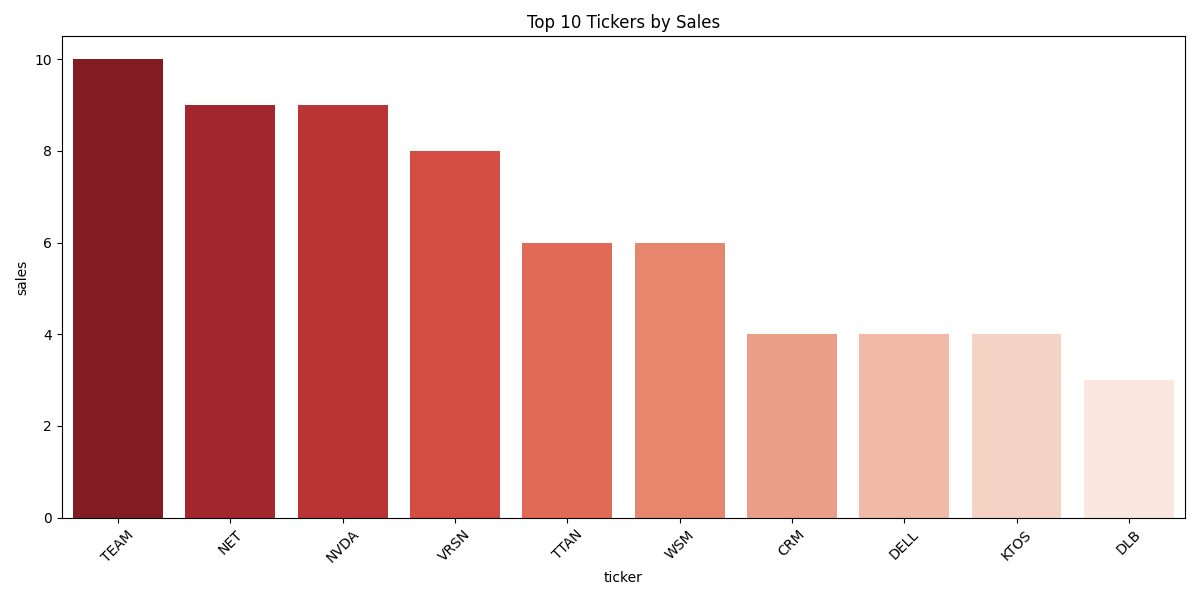 Top 10 Tickers by Sales
sales
10
8
6
4
2
0
TEAM
NET
NVDA
VRSN
TTAN
WSM
CRM
DELL
KTOS
DLB
ticker